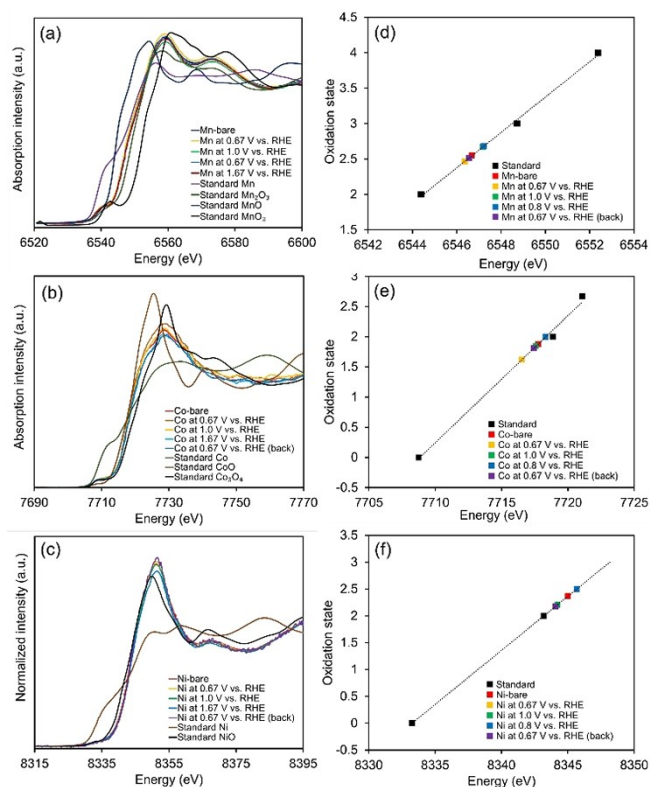 (a)
Absorption intensity (a.u.)
Mn-bare
Mn at 0.67 V vs. RHE
Mn at 1.0 V vs. RHE
Mn at 0.67 V vs. RHE
Mn at 1.67 V vs. RHE
Standard Mn
Standard Mn₂O₃
Standard MnO
Standard MnO₂
6520 6540 6560 6580 6600
Energy (eV)
(d)
Oxidation state
4.5
4
3.5
3
2.5
2
1.5
Standard
Mn-bare
Mn at 0.67 V vs. RHE
Mn at 1.0 V vs. RHE
Mn at 0.8 V vs. RHE
Mn at 0.67 V vs. RHE (back)
6542 6544 6546 6548 6550 6552 6554
Energy (eV)
(b)
Absorption intensity (a.u.)
Co-bare
Co at 0.67 V vs. RHE
Co at 1.0 V vs. RHE
Co at 1.67 V vs. RHE
Co at 0.67 V vs. RHE (back)
Standard Co
Standard CoO
Standard Co₃O₄
7690 7710 7730 7750 7770
Energy (eV)
(e)
Oxidation state
3
2.5
2
1.5
1
0.5
0
-0.5
Standard
Co-bare
Co at 0.67 V vs. RHE
Co at 1.0 V vs. RHE
Co at 0.8 V vs. RHE
Co at 0.67 V vs. RHE (back)
7705 7709 7713 7717 7721 7725
Energy (eV)
(c)
Normalized intensity (a.u.)
Ni-bare
Ni at 0.67 V vs. RHE
Ni at 1.0 V vs. RHE
Ni at 1.67 V vs. RHE
Ni at 0.67 V vs. RHE (back)
Standard Ni
Standard NiO
8315 8335 8355 8375 8395
Energy (eV)
(f)
Oxidation state
3.5
3
2.5
2
1.5
1
0.5
0
-0.5
Standard
Ni-bare
Ni at 0.67 V vs. RHE
Ni at 1.0 V vs. RHE
Ni at 0.8 V vs. RHE
Ni at 0.67 V vs. RHE (back)
8330 8335 8340 8345 8350
Energy (eV)